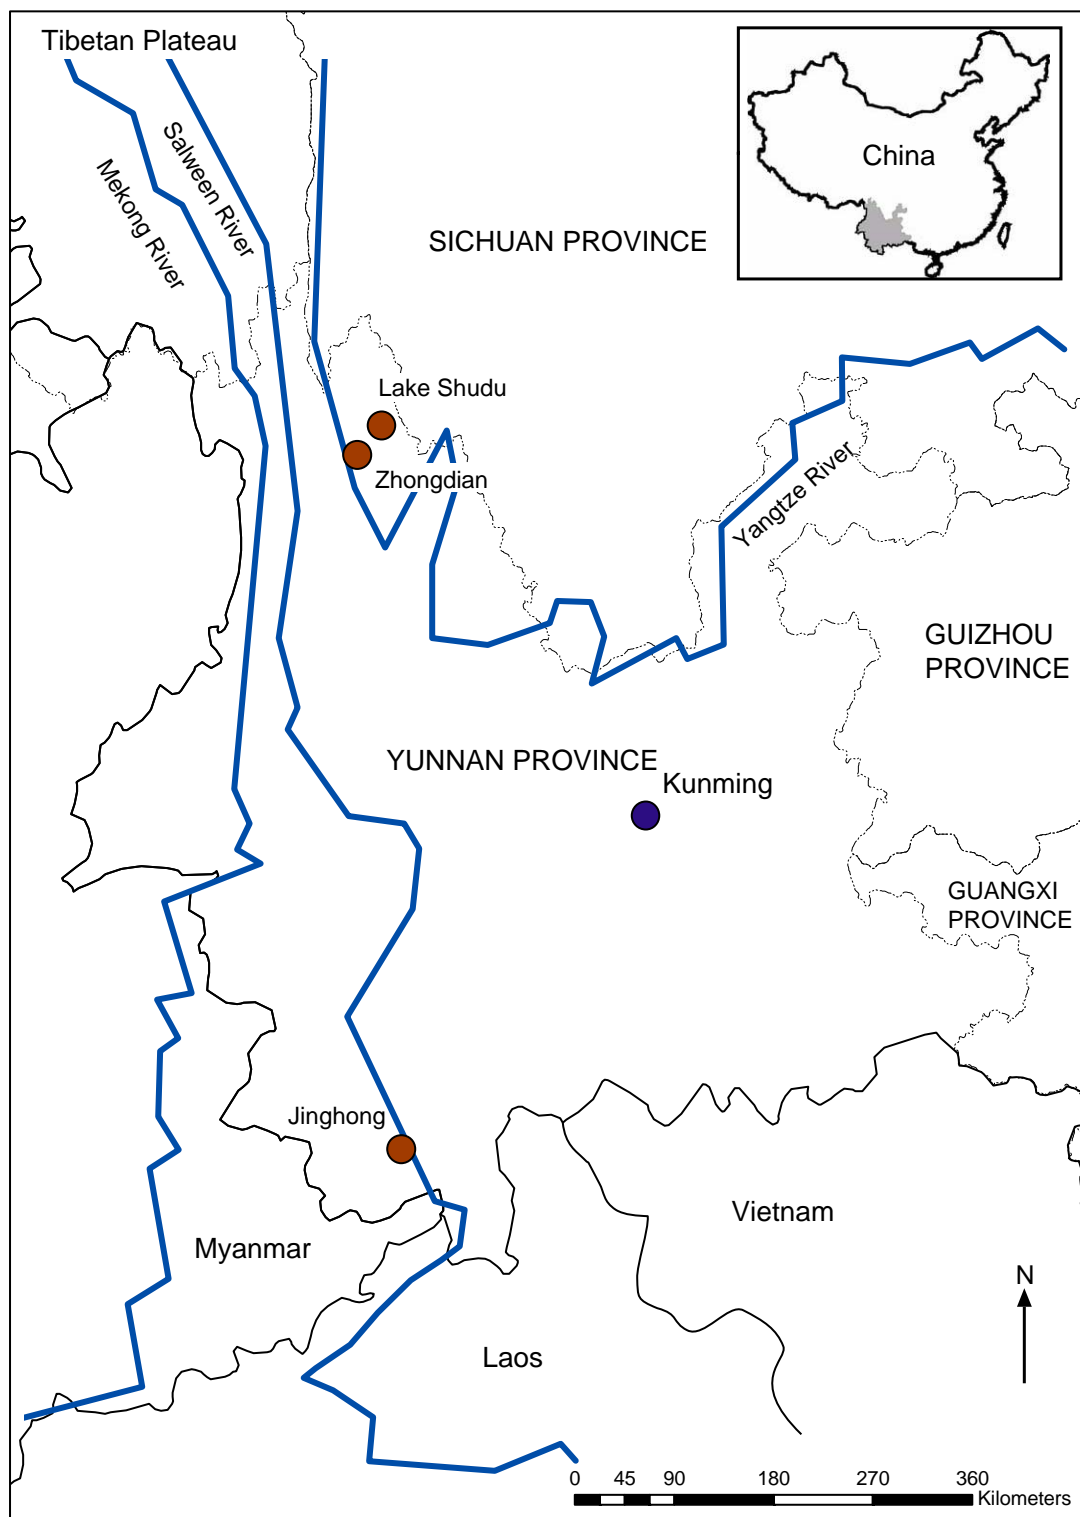 Tibetan Plateau
Salween River
Mekong River
China
SICHUAN PROVINCE
Lake Shudu
Zhongdian
Yangtze River
GUIZHOU
PROVINCE
YUNNAN PROVINCE
Kunming
GUANGXI
PROVINCE
Jinghong
Vietnam
Myanmar
N
Laos
0 45 90 180 270 360
Kilometers